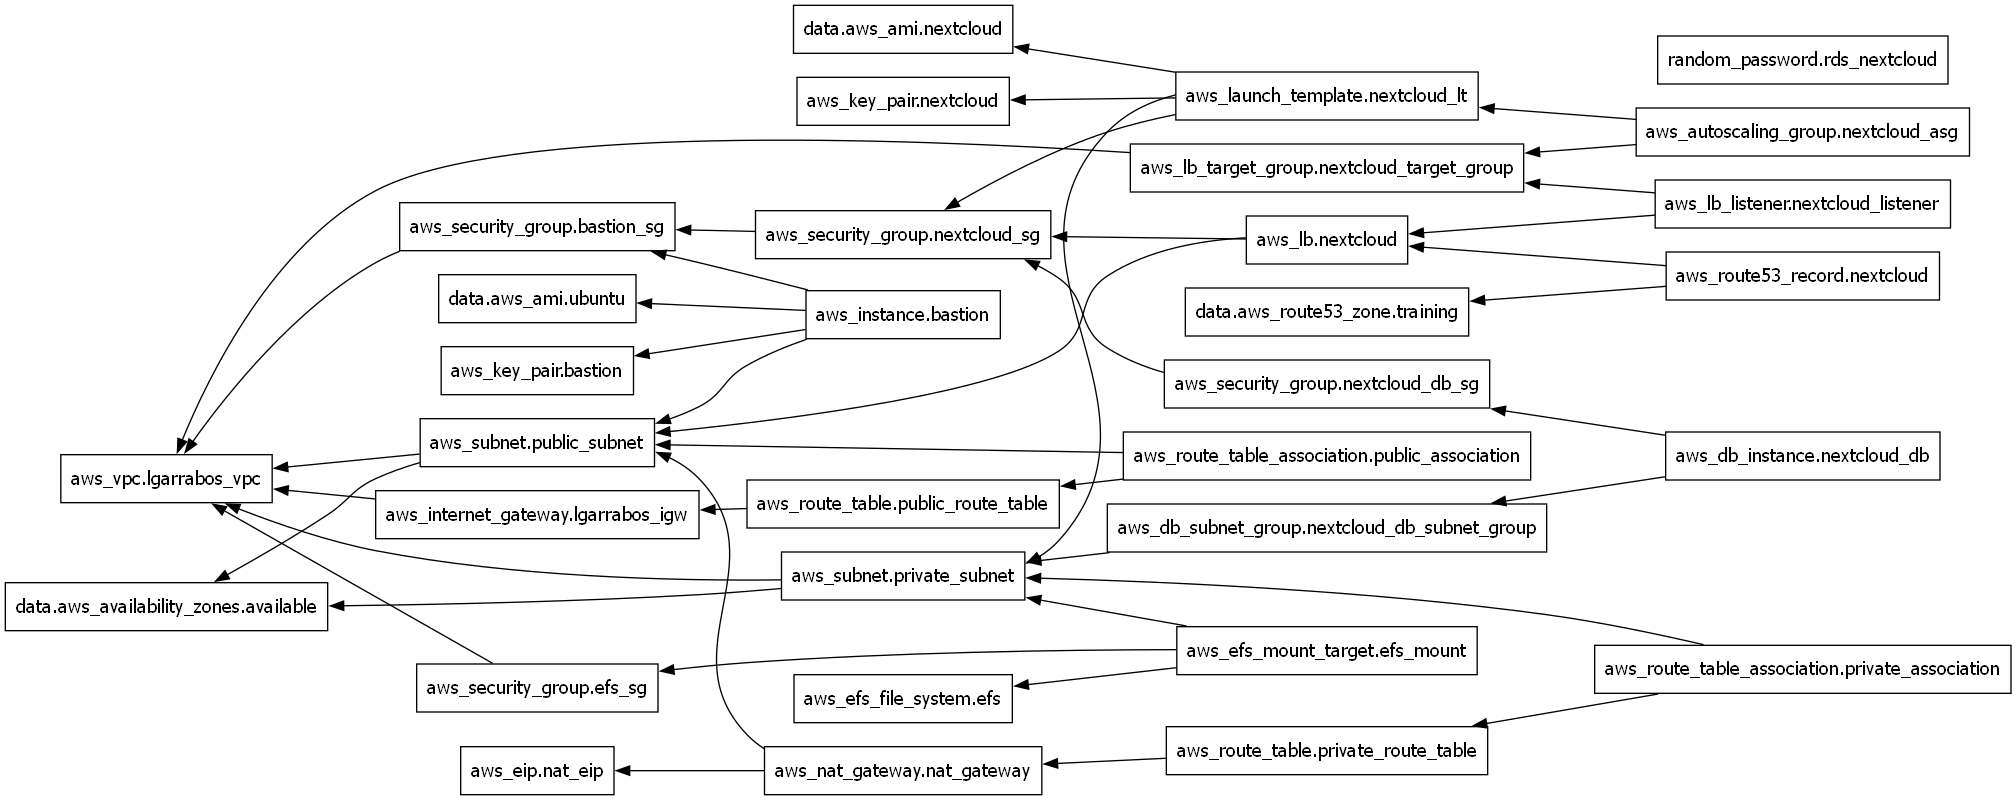 data.aws_ami.nextcloud
random_password.rds_nextcloud
aws_key_pair.nextcloud
aws_launch_template.nextcloud_lt
aws_autoscaling_group.nextcloud_asg
aws_lb_target_group.nextcloud_target_group
aws_lb_listener.nextcloud_listener
aws_security_group.bastion_sg
aws_security_group.nextcloud_sg
aws_lb.nextcloud
aws_route53_record.nextcloud
data.aws_ami.ubuntu
aws_instance.bastion
data.aws_route53_zone.training
aws_key_pair.bastion
aws_security_group.nextcloud_db_sg
aws_subnet.public_subnet
aws_route_table_association.public_association
aws_db_instance.nextcloud_db
aws_vpc.lgarrabos_vpc
aws_internet_gateway.lgarrabos_igw
aws_route_table.public_route_table
aws_db_subnet_group.nextcloud_db_subnet_group
aws_subnet.private_subnet
data.aws_availability_zones.available
aws_efs_mount_target.efs_mount
aws_route_table_association.private_association
aws_security_group.efs_sg
aws_efs_file_system.efs
aws_route_table.private_route_table
aws_eip.nat_eip
aws_nat_gateway.nat_gateway